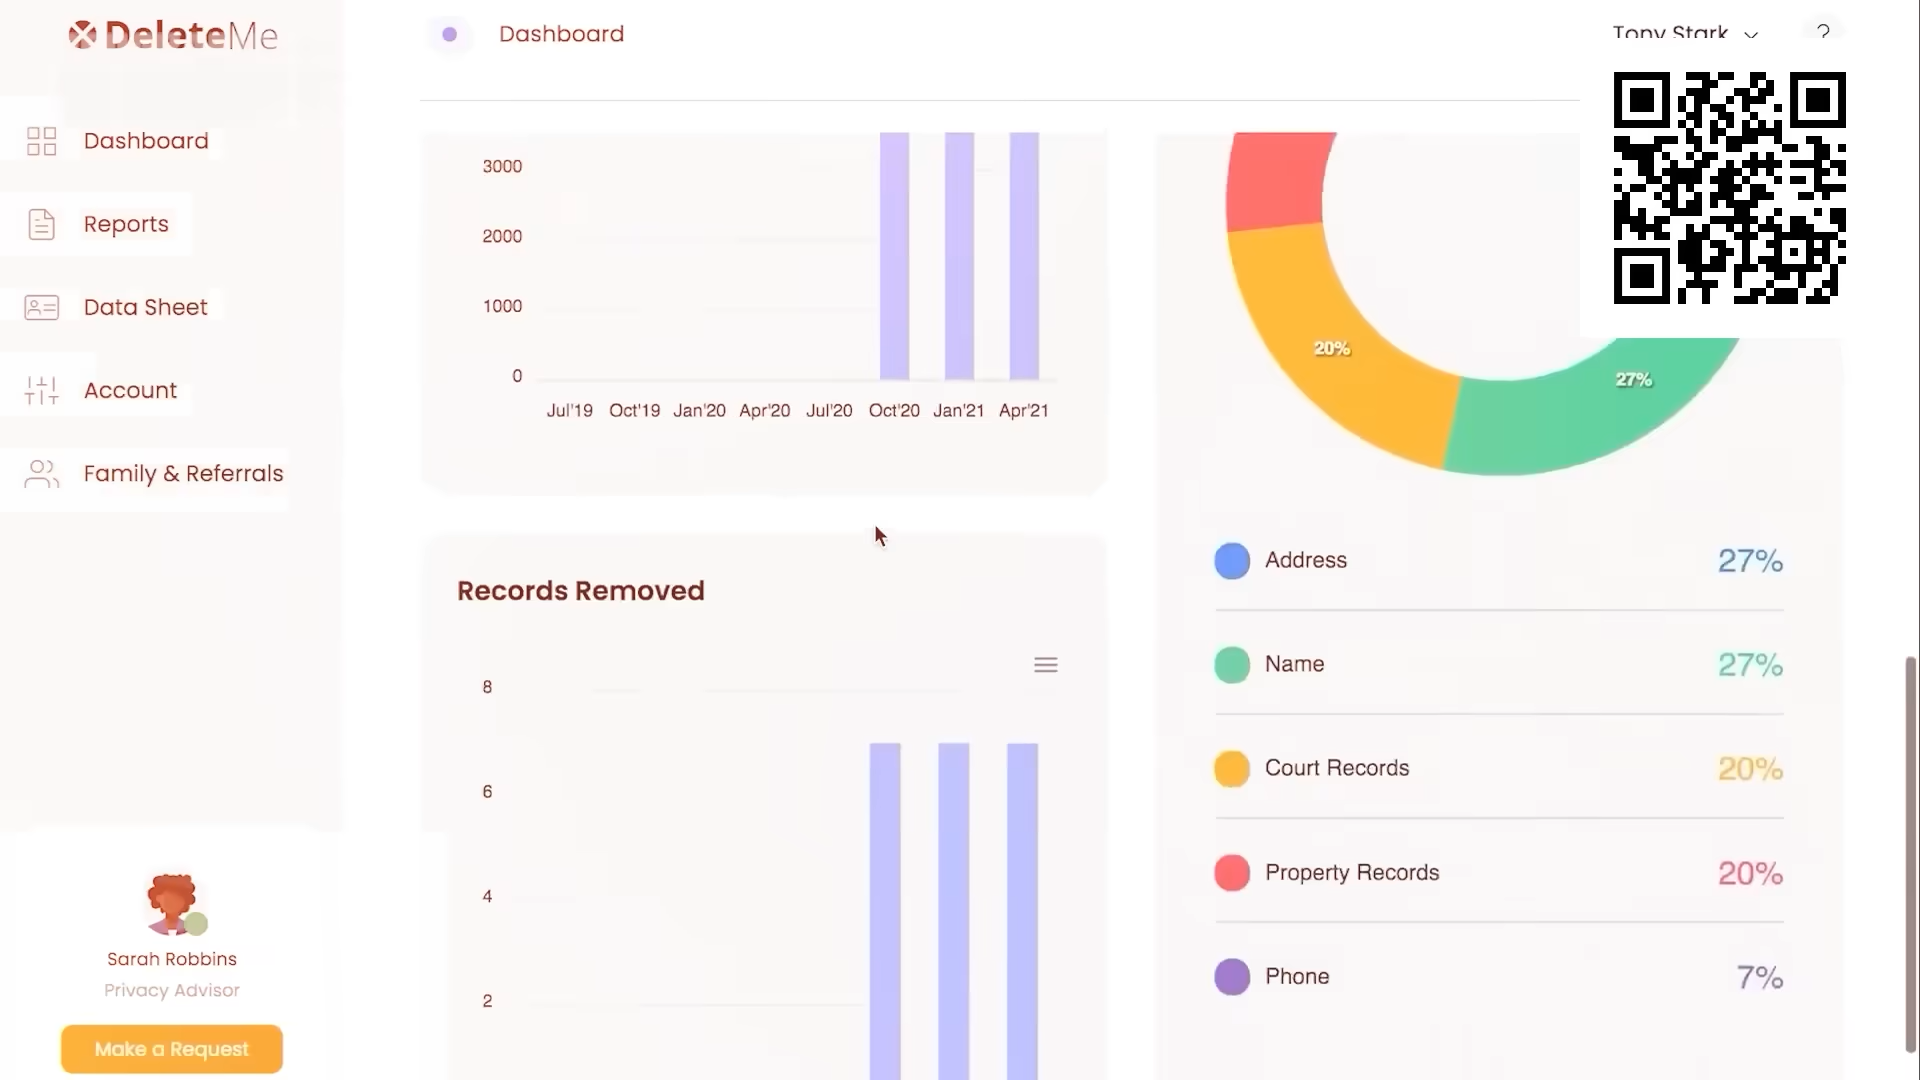 DeleteMe
Dashboard
Tony Stark
?
Dashboard
Reports
Data Sheet
Account
Family & Referrals
3000
2000
1000
0
Jul'19 Oct'19 Jan'20 Apr'20 Jul'20 Oct'20 Jan'21 Apr'21
20%
27%
Records Removed
8
6
4
2
Address 27%
Name 27%
Court Records 20%
Property Records 20%
Phone 7%
Sarah Robbins
Privacy Advisor
Make a Request